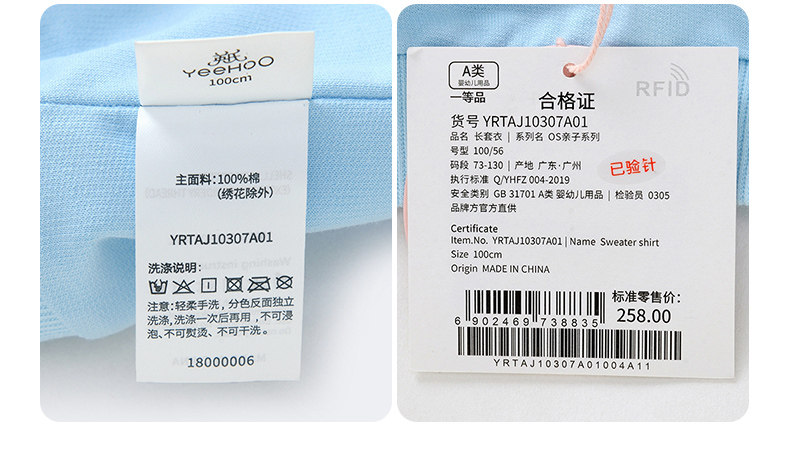 英氏
YeeHOO
100cm
主面料：100%棉
（绣花除外）
YRTAJ10307A01
洗涤说明：
注意：轻柔手洗，分色反面独立
洗涤，洗涤一次后再用，不可浸
泡、不可熨烫、不可干洗。
18000006
A类
婴幼儿用品
一等品
合格证
RFID
货号 YRTAJ10307A01
品名 长套衣 | 系列名 OS亲子系列
号型 100/56
码段 73-130 | 产地 广东·广州
已验针
执行标准 Q/YHFZ 004-2019
安全类别 GB 31701 A类 婴幼儿用品 | 检验员 0305
品牌方官方直供
Certificate
Item.No. YRTAJ10307A01 | Name Sweater shirt
Size 100cm
Origin MADE IN CHINA
标准零售价：
258.00
6 902469 738835
YRTAJ10307A01004A11